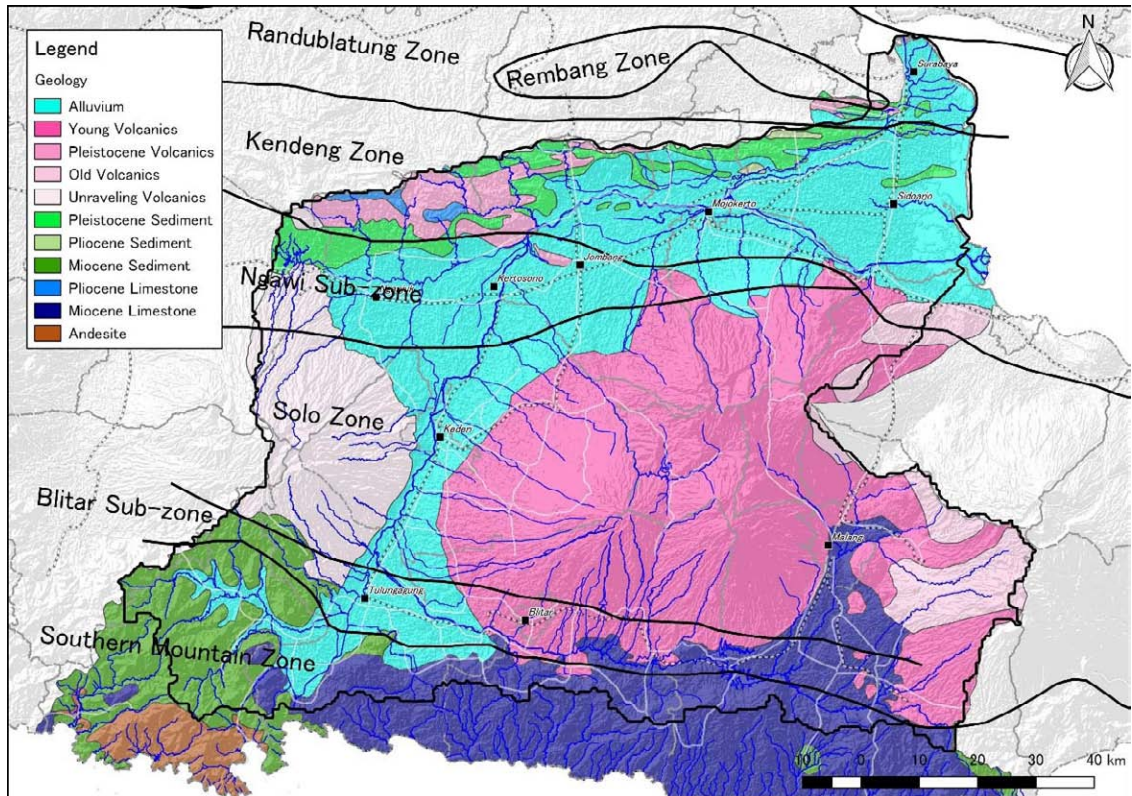 Legend
Geology
Alluvium
Young Volcanics
Pleistocene Volcanics
Old Volcanics
Unraveling Volcanics
Pleistocene Sediment
Pliocene Sediment
Miocene Sediment
Pliocene Limestone
Miocene Limestone
Andesite
Randublatung Zone
Rembang Zone
N
Surabaya
Kendeng Zone
Mojokerto
Sidoarjo
Jombang
Kertosono
Ngawi Sub-zone
Solo Zone
Kediri
Blitar Sub-zone
Malang
Tulungagung
Blitar
Southern Mountain Zone
10 0 10 20 30 40 km